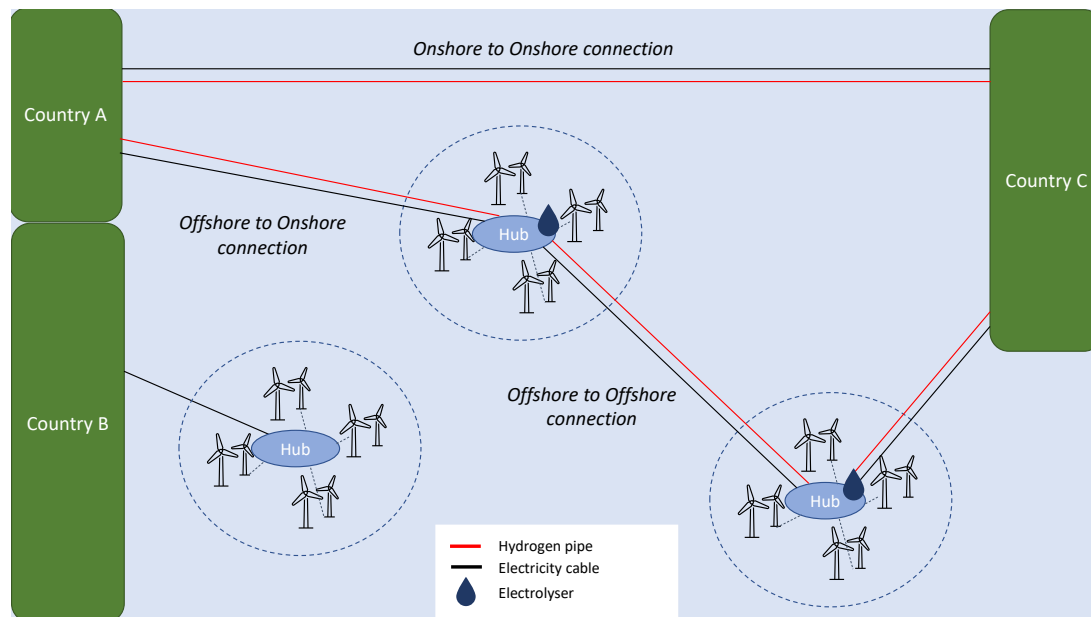 Onshore to Onshore connection
Country A
Country C
Hub
Offshore to Onshore
connection
Offshore to Offshore
connection
Country B
Hub
Hub
Hydrogen pipe
Electricity cable
Electrolyser